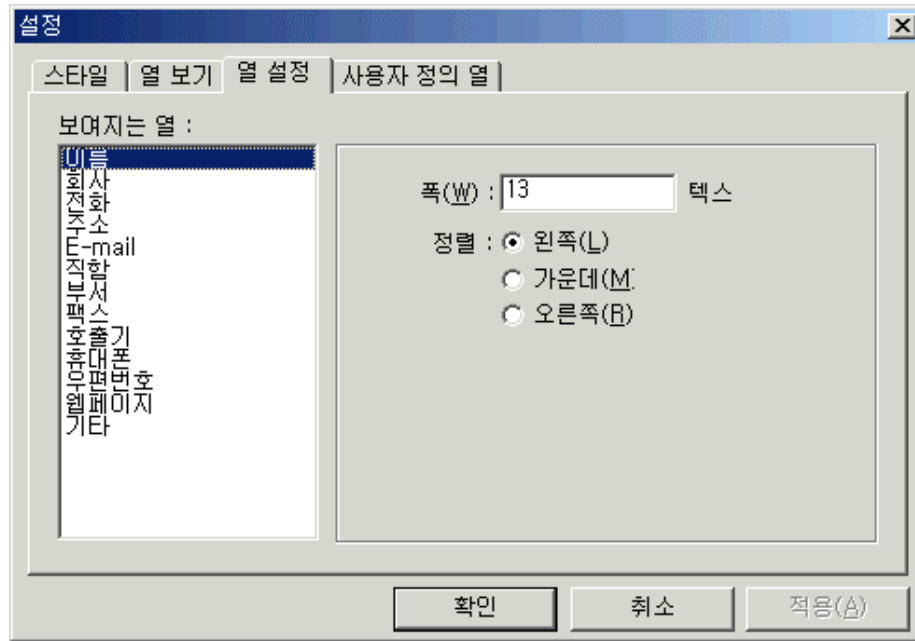 설정
스타일 열 보기 열 설정 사용자 정의 열
보여지는 열 :
이름
회사
전화
주소
E-mail
직함
부서
팩스
호출기
휴대폰
우편번호
웹페이지
기타
폭(W) : 13 텍스
정렬 : 왼쪽(L)
가운데(M)
오른쪽(R)
확인 취소 적용(A)